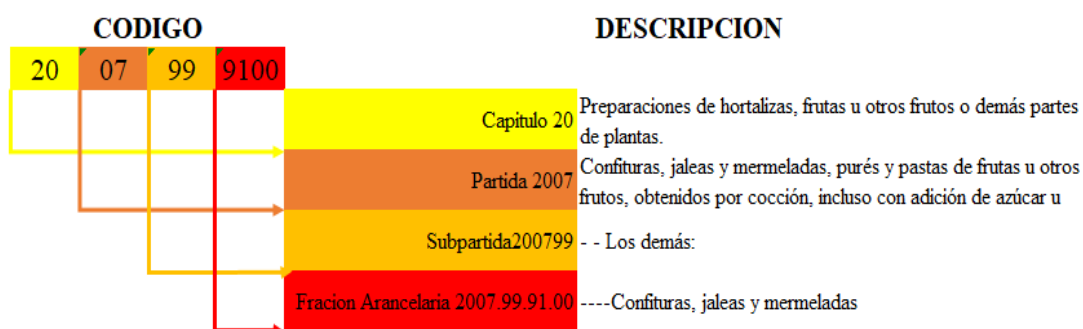 CODIGO DESCRIPCION
20 07 99 9100
Capitulo 20 Preparaciones de hortalizas, frutas u otros frutos o demás partes
de plantas.
Partida 2007 Confituras, jaleas y mermeladas, purés y pastas de frutas u otros
frutos, obtenidos por cocción, incluso con adición de azúcar u
Subpartida200799 - - Los demás:
Fracion Arancelaria 2007.99.91.00 ----Confituras, jaleas y mermeladas